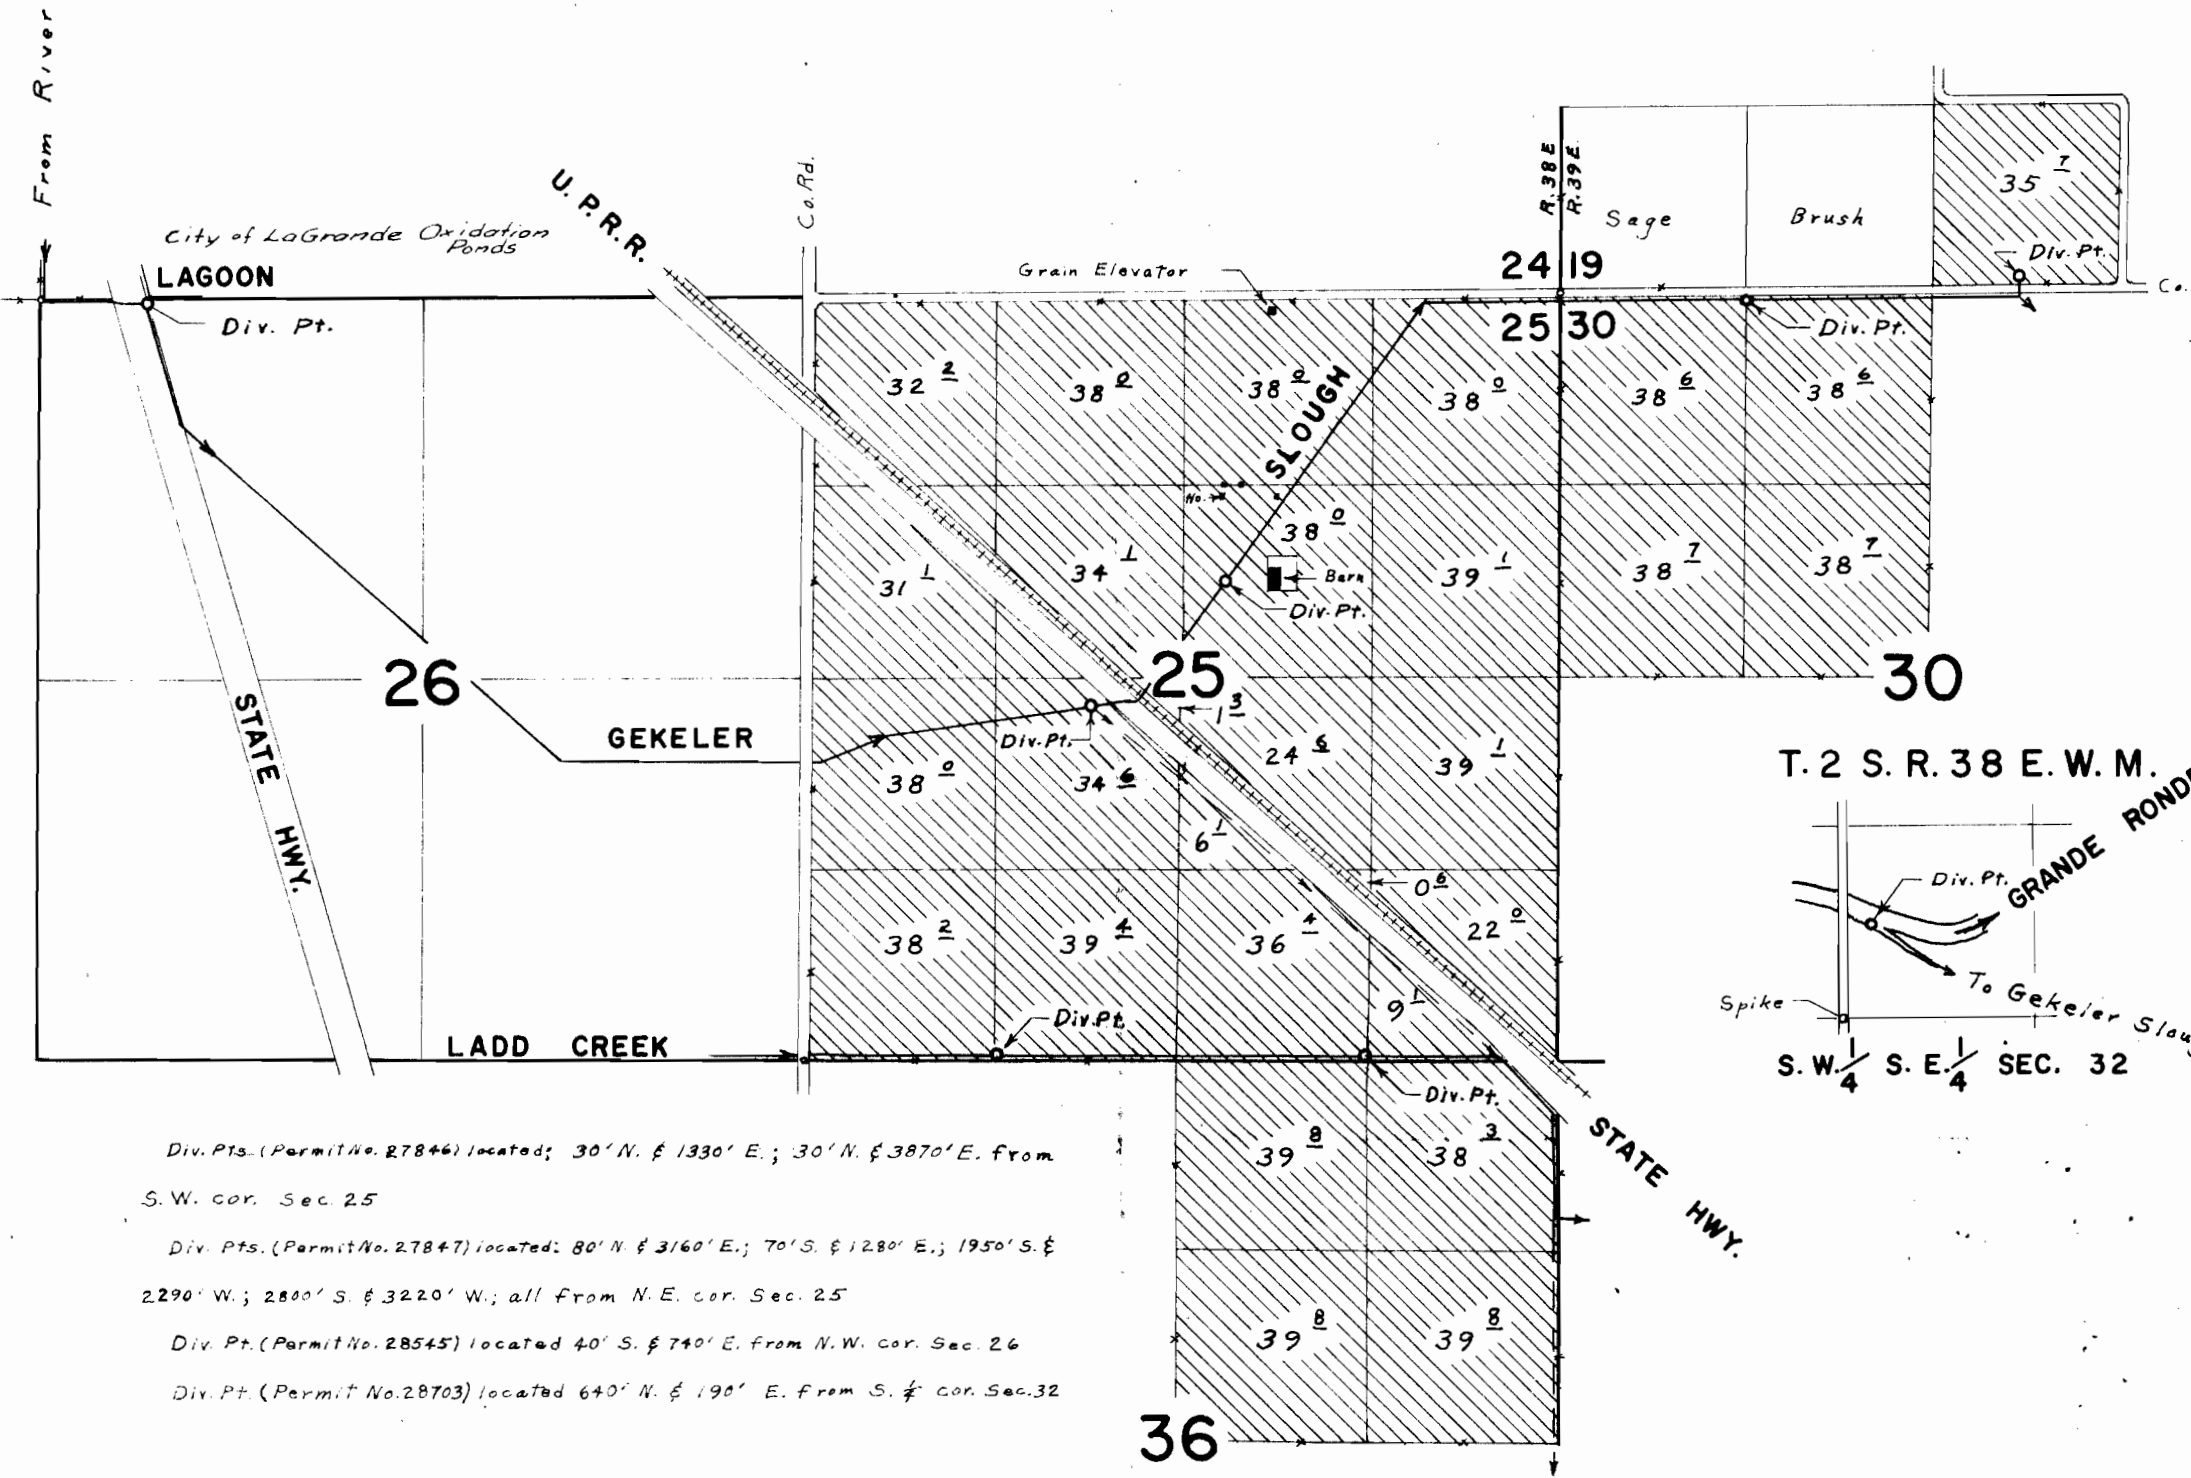 From River
City of LaGrande Oxidation
Ponds
LAGOON
Div. Pt.
U. P. R. R.
Co. Rd.
Grain Elevator
R. 38 E
R. 39 E.
Sage
Brush
35 7
Div. Pt.
Co.
24 19
25 30
Div. Pt.
32 2
38 0
38 0
38 0
38 6
38 6
SLOUGH
Ho.
38 0
31 1
34 1
Barn
39 1
38 7
38 7
Div. Pt.
26
25
30
1 3
STATE HWY.
GEKELER
Div. Pt.
38 0
34 6
24 6
39 1
6 1
0 6
38 2
39 4
36 4
22 0
9 1
LADD CREEK
Div. Pt.
Div. Pt.
T. 2 S. R. 38 E. W. M.
GRANDE RONDE
Div. Pt.
To Gekeler Slou
Spike
S. W. 1/4 S. E. 1/4 SEC. 32
39 8
38 3
STATE HWY.
39 8
39 8
36
Div. Pts. (Permit No. 27846) located: 30' N. & 1330' E.; 30' N. & 3870' E. from
S. W. cor. Sec. 25
Div. Pts. (Permit No. 27847) located: 80' N. & 3160' E.; 70' S. & 1280' E.; 1950' S. &
2290' W.; 2800' S. & 3220' W.; all from N. E. cor. Sec. 25
Div. Pt. (Permit No. 28545) located 40' S. & 740' E. from N. W. cor. Sec. 26
Div. Pt. (Permit No. 28703) located 640' N. & 190' E. from S. 1/4 cor. Sec. 32